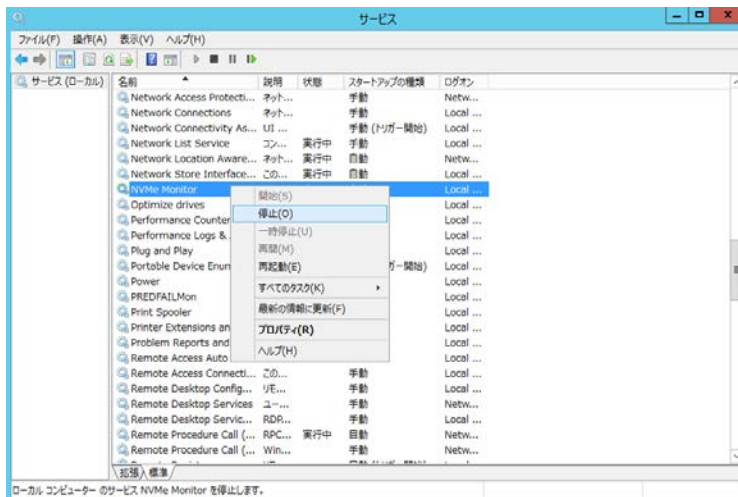 サービス
ファイル(F) 操作(A) 表示(V) ヘルプ(H)
サービス (ローカル)
名前 説明 状態 スタートアップの種類 ログオン
Network Access Protecti... ネット... 手動 Netw...
Network Connections ネット... 手動 Local ...
Network Connectivity As... UI ... 手動 (トリガー開始) Local ...
Network List Service コン... 実行中 手動 Local ...
Network Location Aware... ネット... 実行中 自動 Netw...
Network Store Interface... この... 実行中 自動 Local ...
NVMe Monitor Local ...
Optimize drives Local ...
Performance Counter Local ...
Performance Logs & Local ...
Plug and Play Local ...
Portable Device Enum ガー開始) Local ...
Power Local ...
PREDFAILMon Local ...
Print Spooler Local ...
Printer Extensions an Local ...
Problem Reports and Local ...
Remote Access Auto Local ...
Remote Access Connecti... この... 手動 Local ...
Remote Desktop Config... リモ... 手動 Local ...
Remote Desktop Services ユー... 手動 Netw...
Remote Desktop Servic... RDP... 手動 Local ...
Remote Procedure Call (... RPC... 実行中 自動 Netw...
Remote Procedure Call (... Win... 手動 Netw...
開始(S)
停止(O)
一時停止(U)
再開(M)
再起動(E)
すべてのタスク(K)
最新の情報に更新(F)
プロパティ(R)
ヘルプ(H)
拡張 標準
ローカル コンピューター のサービス NVMe Monitor を停止します。